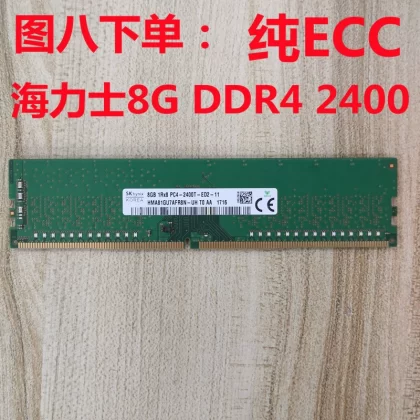 图八下单： 纯ECC
海力士8G DDR4 2400
SK hynix
KOREA
8GB 1Rx8 PC4-2400T-ED2-11
HMA81GU7AFR8N-UH T0 AA 1716